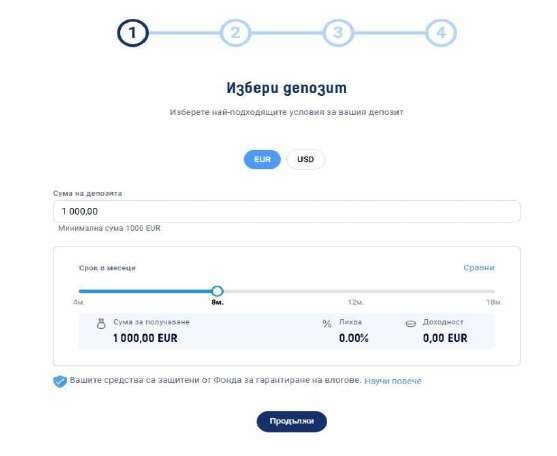 1 2 3 4
Избери депозит
Изберете най-подходящите условия за вашия депозит
EUR USD
Сума на депозита
1 000,00
Минимална сума 1000 EUR
Срок в месеци Сравни
4м. 8м. 12м. 18м.
Сума за получаване % Лихва Доходност
1 000,00 EUR 0.00% 0,00 EUR
Вашите средства са защитени от Фонда за гарантиране на влогове. Научи повече
Продължи